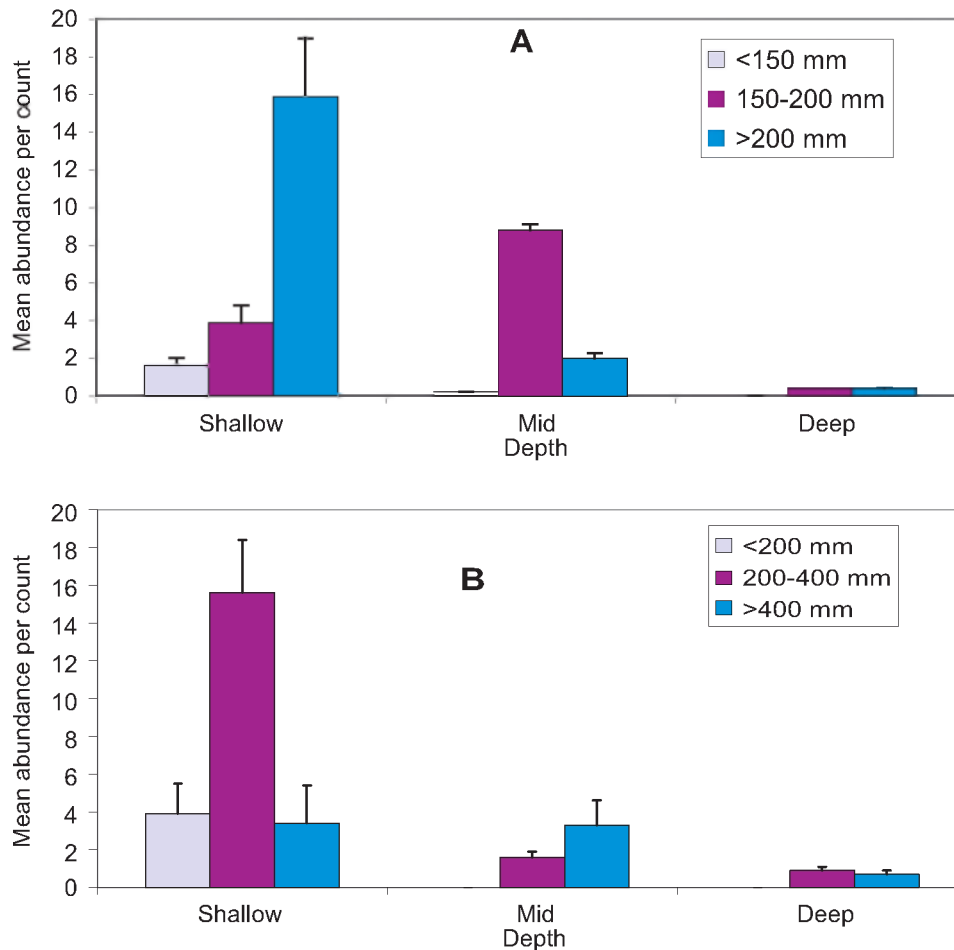 A
<150 mm
150-200 mm
>200 mm
Mean abundance per count
20
18
16
14
12
10
8
6
4
2
0
Shallow
Mid
Deep
Depth
B
<200 mm
200-400 mm
>400 mm
Mean abundance per count
20
18
16
14
12
10
8
6
4
2
0
Shallow
Mid
Deep
Depth